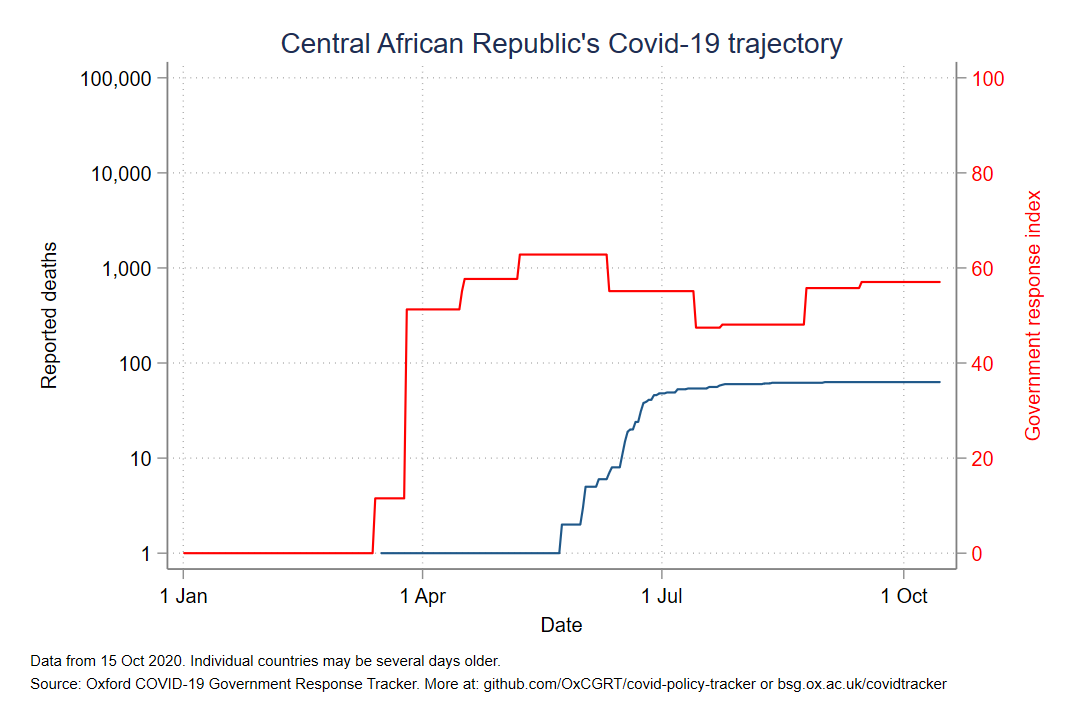 Central African Republic's Covid-19 trajectory
100,000
10,000
1,000
100
10
1
Reported deaths
100
80
60
40
20
0
Government response index
1 Jan
1 Apr
1 Jul
1 Oct
Date
Data from 15 Oct 2020. Individual countries may be several days older.
Source: Oxford COVID-19 Government Response Tracker. More at: github.com/OxCGRT/covid-policy-tracker or bsg.ox.ac.uk/covidtracker